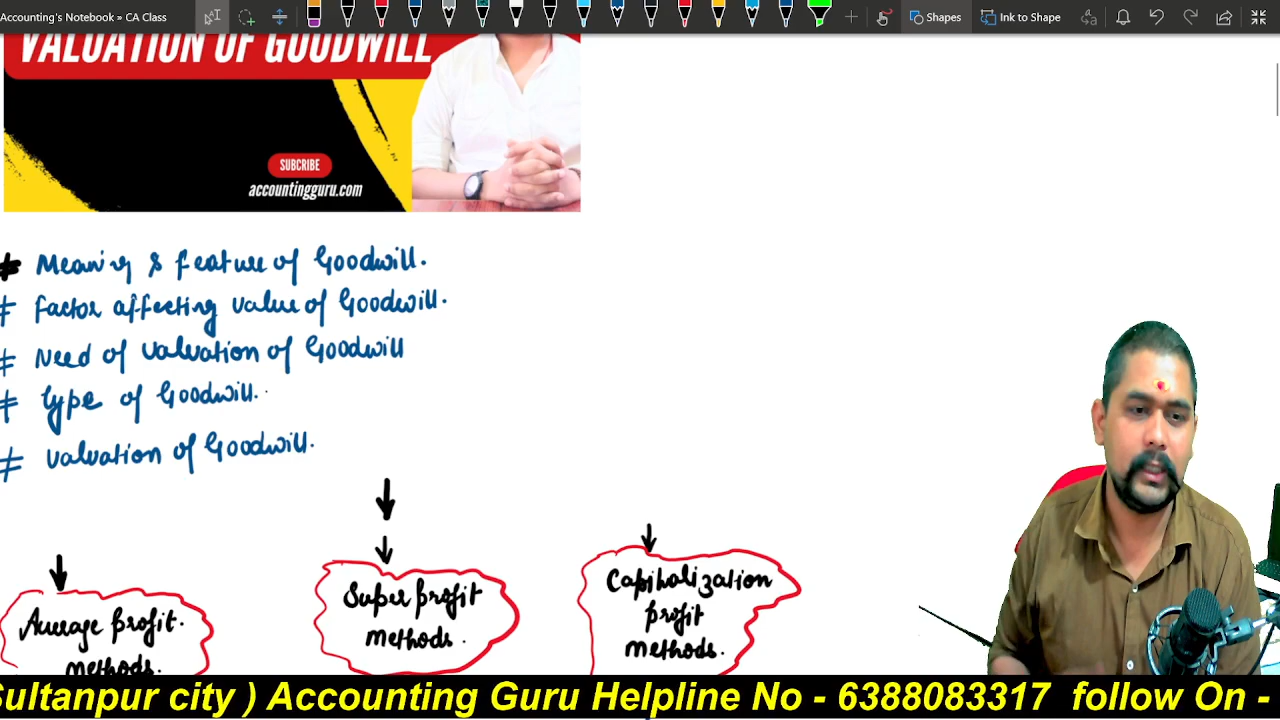 Accounting's Notebook » CA Class
Shapes
Ink to Shape
VALUATION OF GOODWILL
SUBCRIBE
accountingguru.com
Meaning & feature of Goodwill.
# Factor affecting value of Goodwill.
# Need of valuation of Goodwill
# Type of Goodwill.
# Valuation of Goodwill.
Average profit.
methods.
Super profit
methods.
Capitalization
profit
methods.
Sultanpur city ) Accounting Guru Helpline No - 6388083317 follow On -